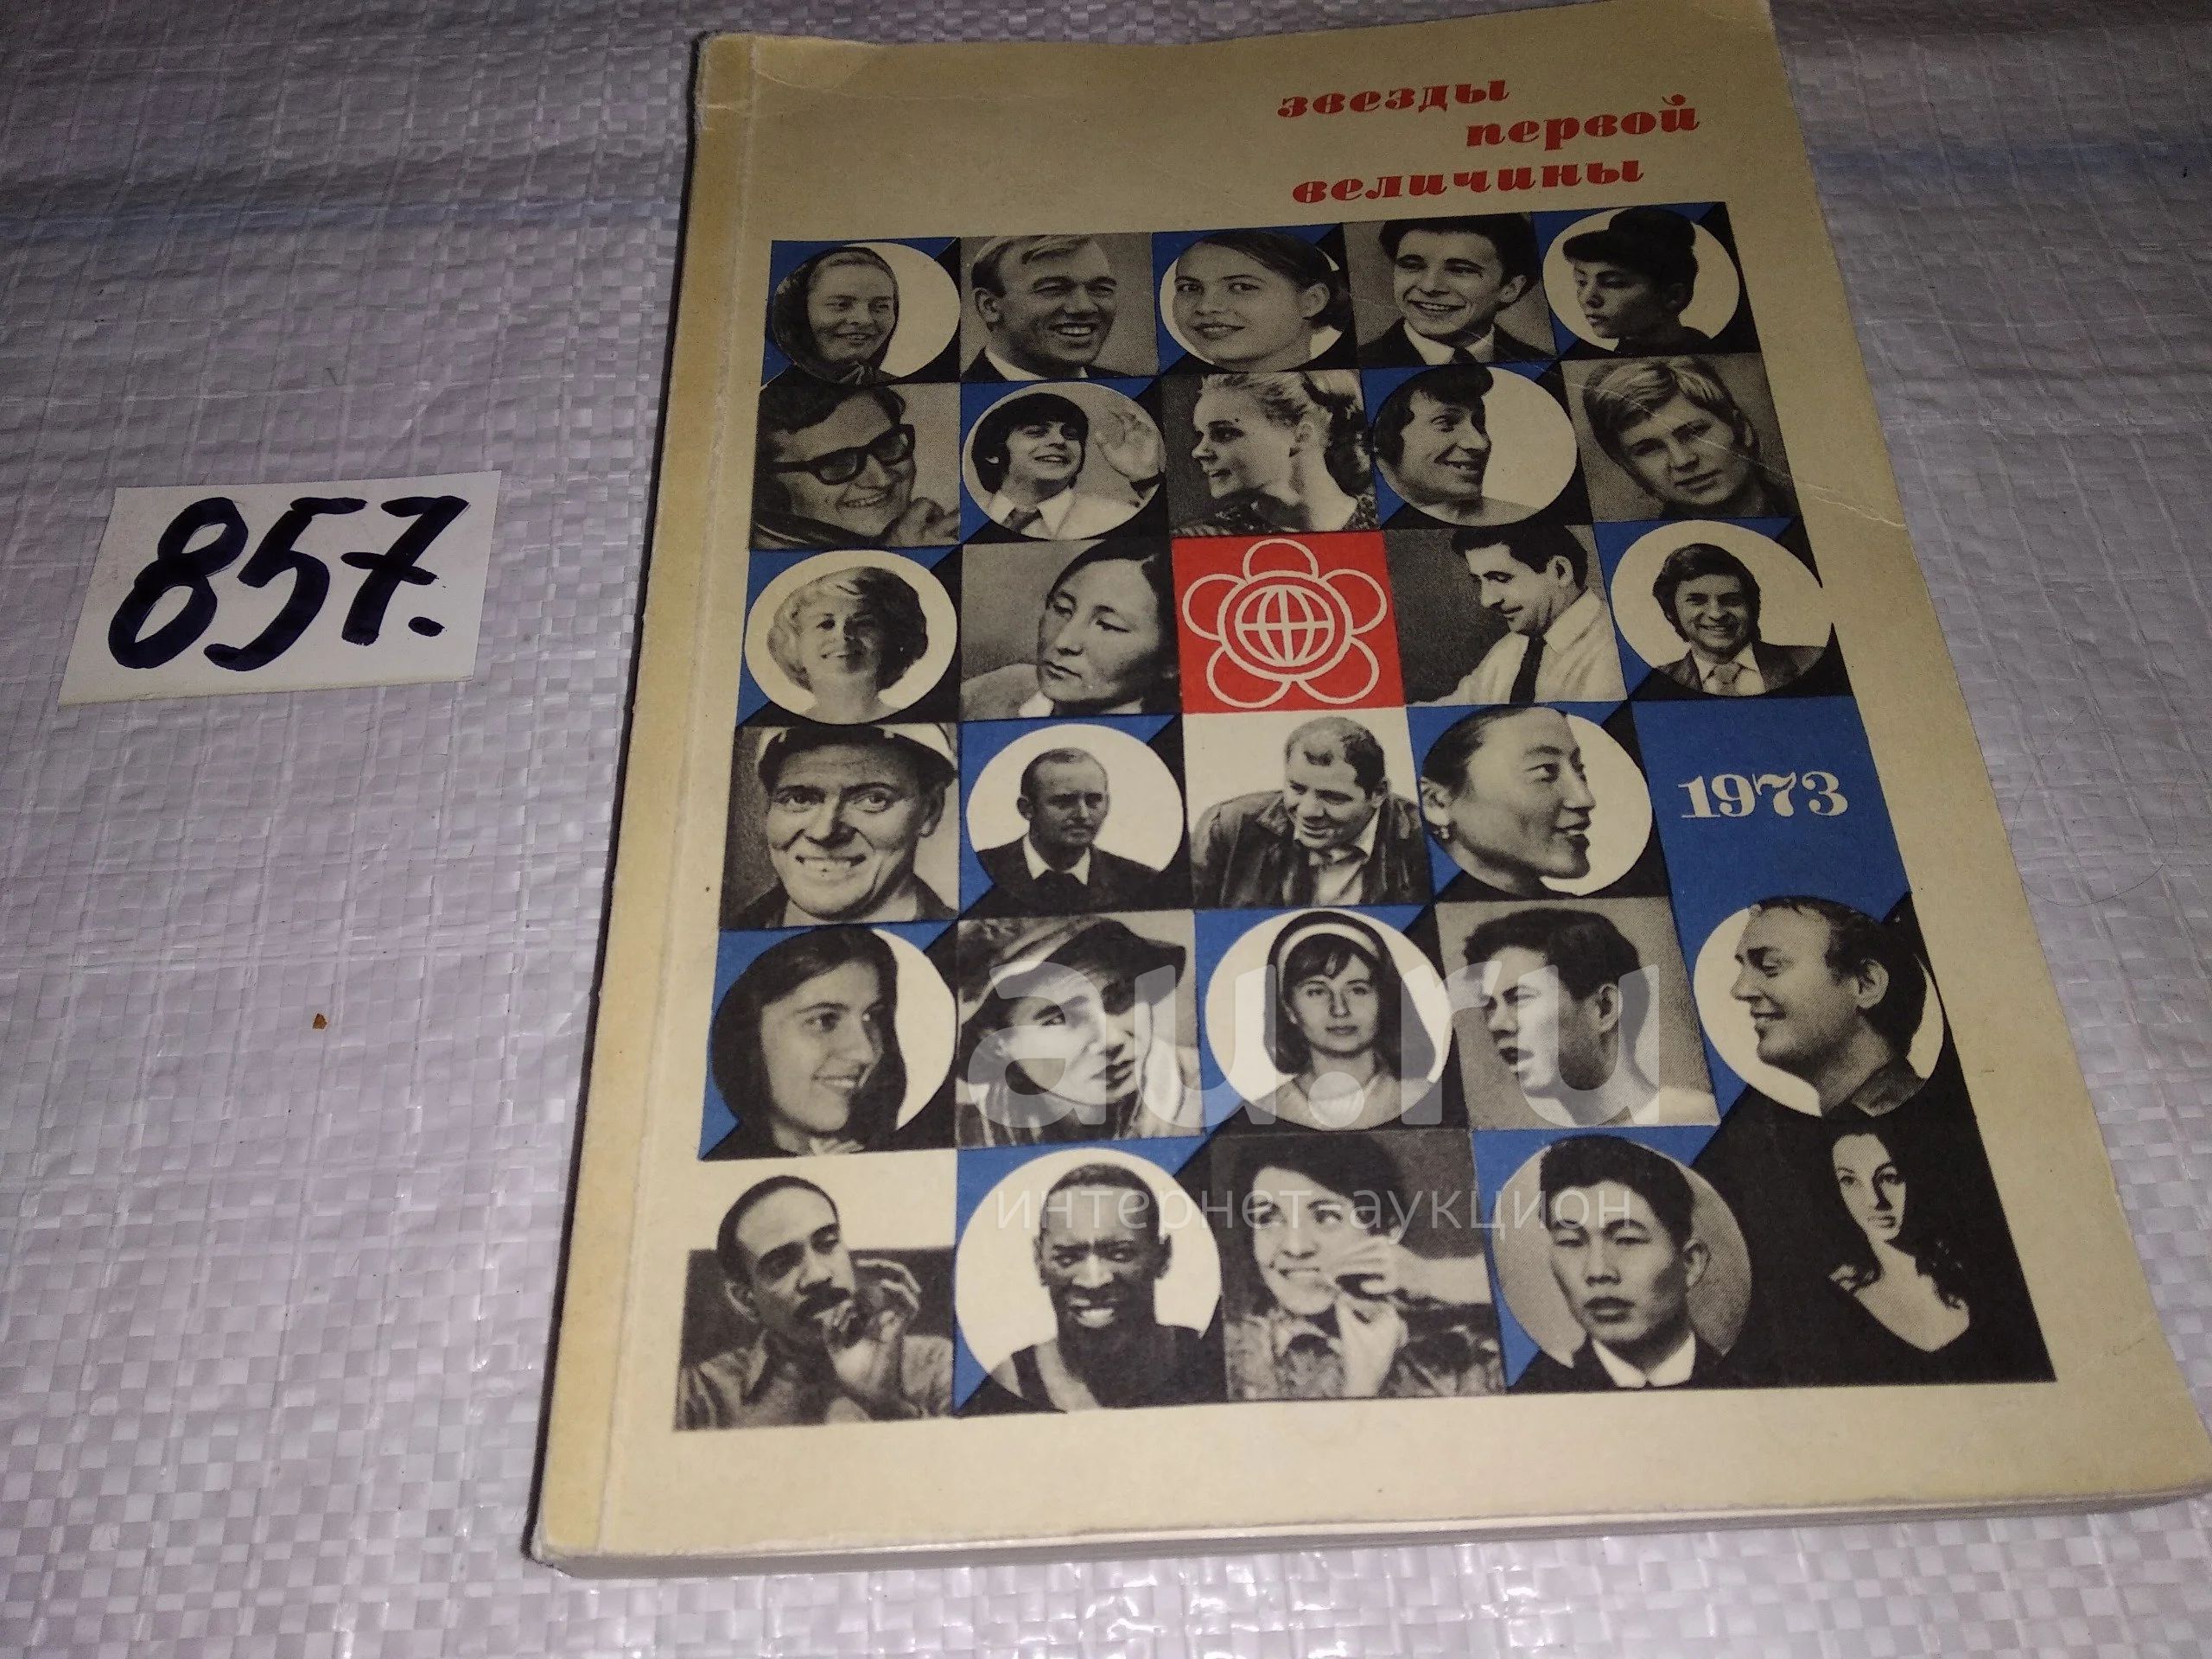 звезды
первой
величины
857.
1973
au.ru
интернет-аукцион